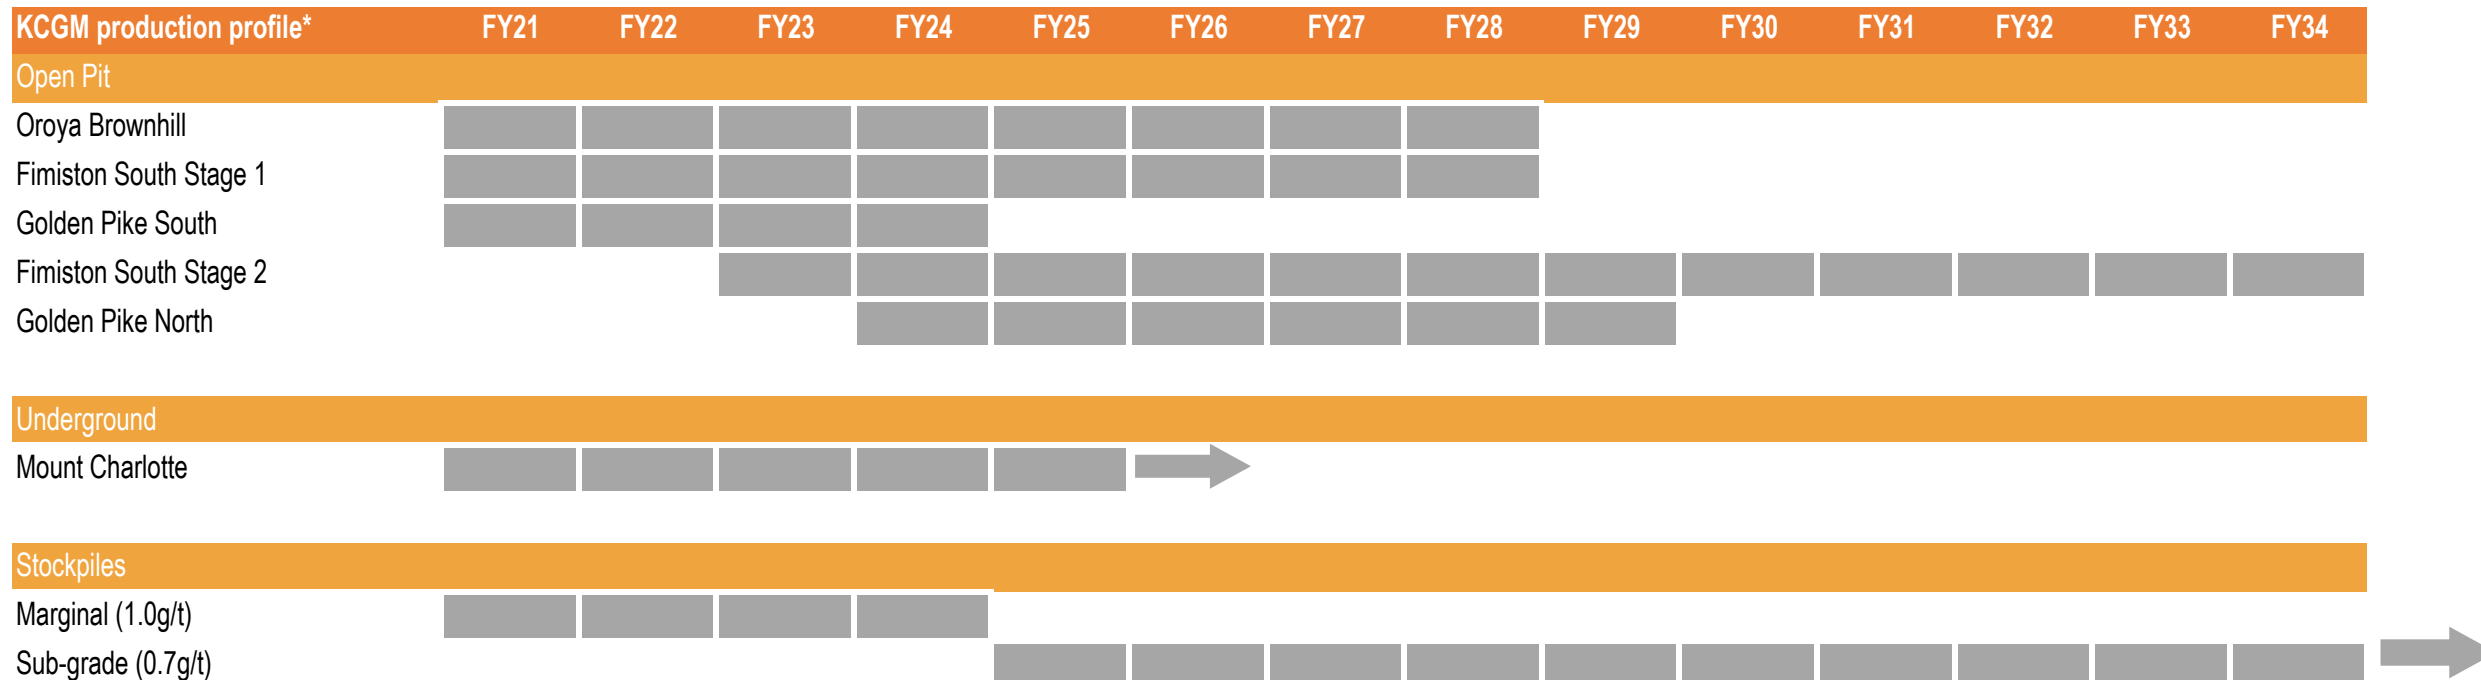 KCGM production profile* FY21 FY22 FY23 FY24 FY25 FY26 FY27 FY28 FY29 FY30 FY31 FY32 FY33 FY34
Open Pit
Oroya Brownhill
Fimiston South Stage 1
Golden Pike South
Fimiston South Stage 2
Golden Pike North
Underground
Mount Charlotte
Stockpiles
Marginal (1.0g/t)
Sub-grade (0.7g/t)